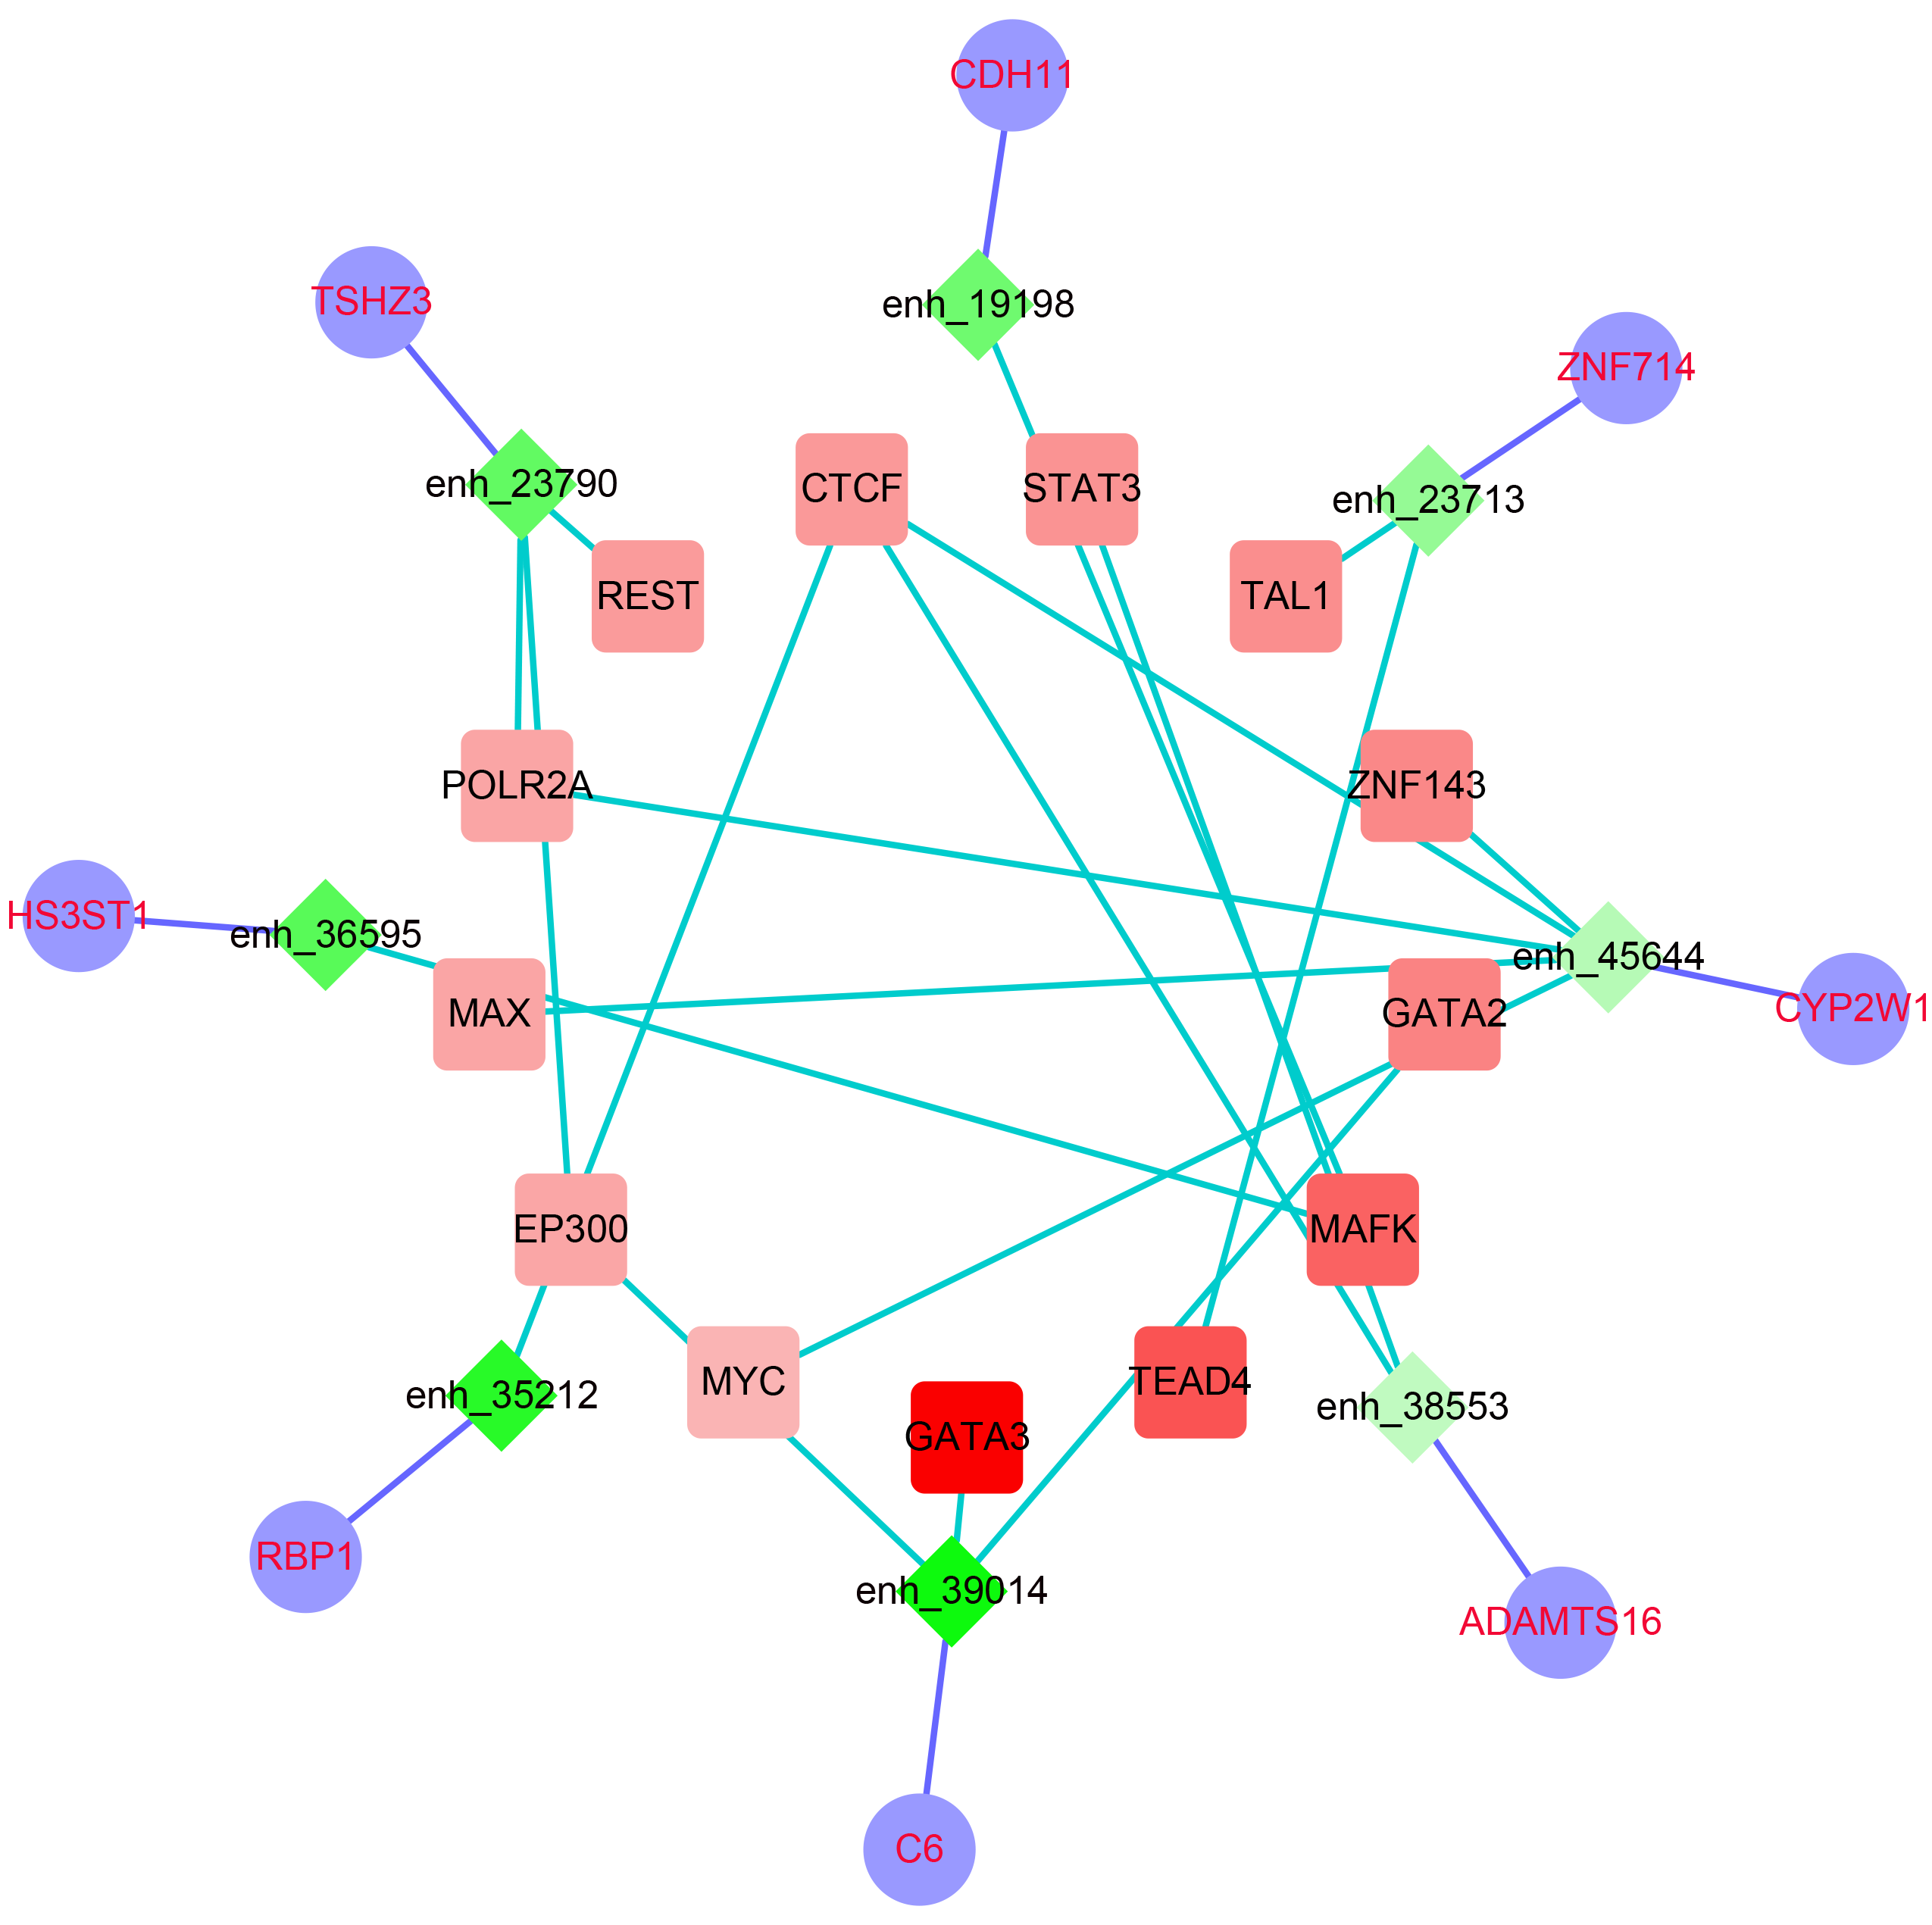 CDH11
TSHZ3
enh_19198
ZNF714
enh_23790
CTCF
STAT3
enh_23713
REST
TAL1
POLR2A
ZNF143
HS3ST1
enh_36595
enh_45644
MAX
GATA2
CYP2W1
EP300
MAFK
MYC
TEAD4
enh_35212
enh_38553
GATA3
RBP1
enh_39014
ADAMTS16
C6